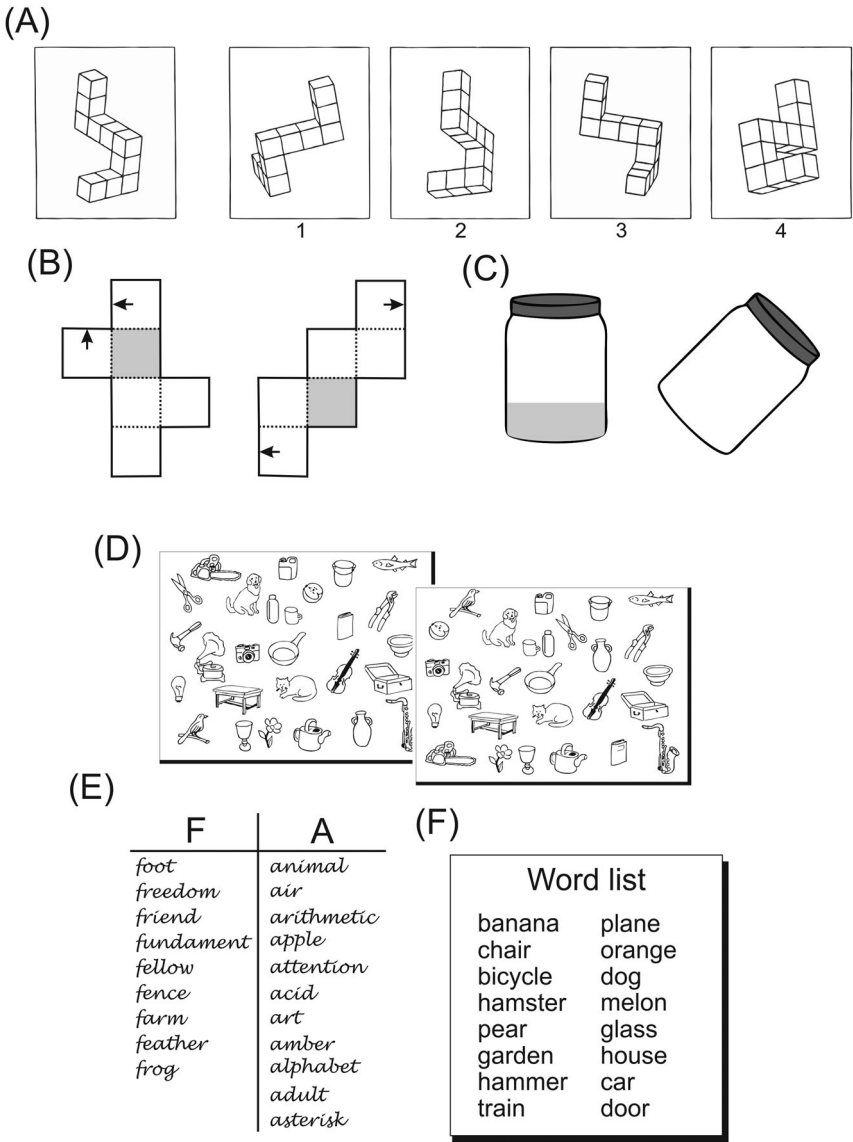 (A)
1 2 3 4
(B)
(C)
(D)
(E)
F A
foot animal
freedom air
friend arithmetic
fundament apple
fellow attention
fence acid
farm art
feather amber
frog alphabet
adult
asterisk
(F)
Word list
banana plane
chair orange
bicycle dog
hamster melon
pear glass
garden house
hammer car
train door